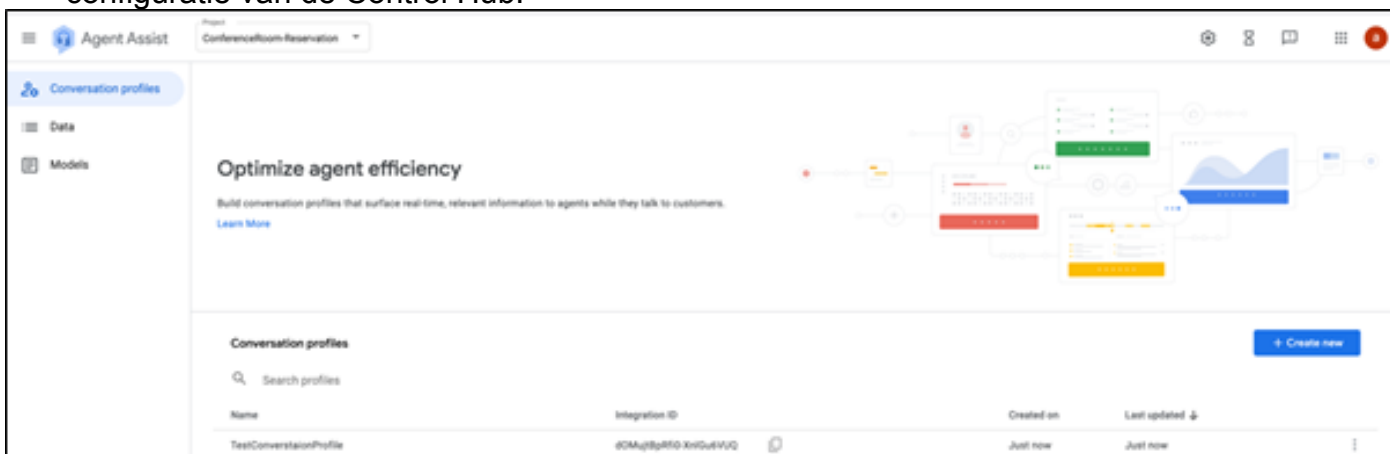 configuratie van de Control Hub.
Project
Agent Assist
ConferenceRoom-Reservation
a
Conversation profiles
Data
Models
Optimize agent efficiency
Build conversation profiles that surface real-time, relevant information to agents while they talk to customers.
Learn More
Conversation profiles
+ Create new
Search profiles
Name Integration ID Created on Last updated
TestConverstaionProfile Just now Just now